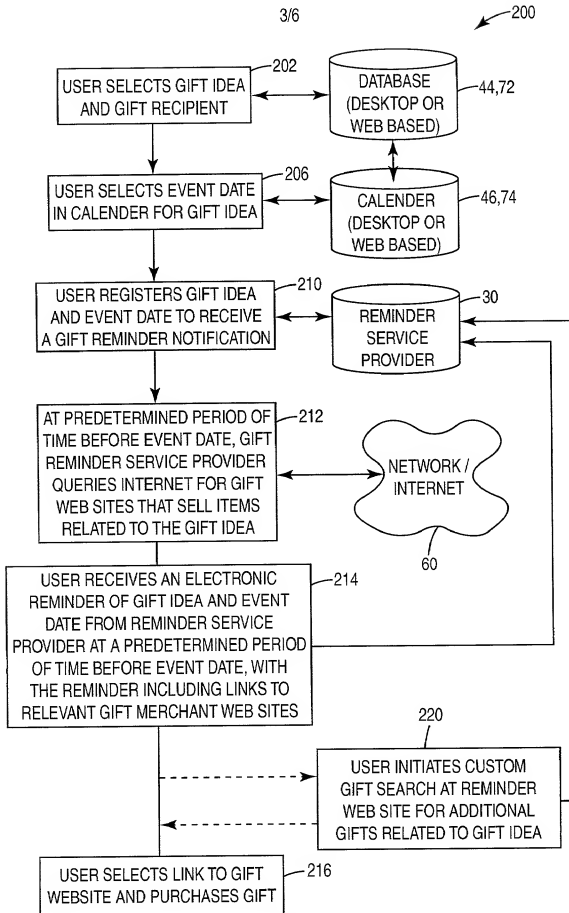 3/6
200
202
USER SELECTS GIFT IDEA
AND GIFT RECIPIENT
DATABASE
(DESKTOP OR
WEB BASED)
44,72
206
USER SELECTS EVENT DATE
IN CALENDER FOR GIFT IDEA
CALENDER
(DESKTOP OR
WEB BASED)
46,74
210
USER REGISTERS GIFT IDEA
AND EVENT DATE TO RECEIVE
A GIFT REMINDER NOTIFICATION
REMINDER
SERVICE
PROVIDER
30
212
AT PREDETERMINED PERIOD OF
TIME BEFORE EVENT DATE, GIFT
REMINDER SERVICE PROVIDER
QUERIES INTERNET FOR GIFT
WEB SITES THAT SELL ITEMS
RELATED TO THE GIFT IDEA
NETWORK /
INTERNET
60
214
USER RECEIVES AN ELECTRONIC
REMINDER OF GIFT IDEA AND EVENT
DATE FROM REMINDER SERVICE
PROVIDER AT A PREDETERMINED PERIOD
OF TIME BEFORE EVENT DATE, WITH
THE REMINDER INCLUDING LINKS TO
RELEVANT GIFT MERCHANT WEB SITES
220
USER INITIATES CUSTOM
GIFT SEARCH AT REMINDER
WEB SITE FOR ADDITIONAL
GIFTS RELATED TO GIFT IDEA
USER SELECTS LINK TO GIFT
WEBSITE AND PURCHASES GIFT
216